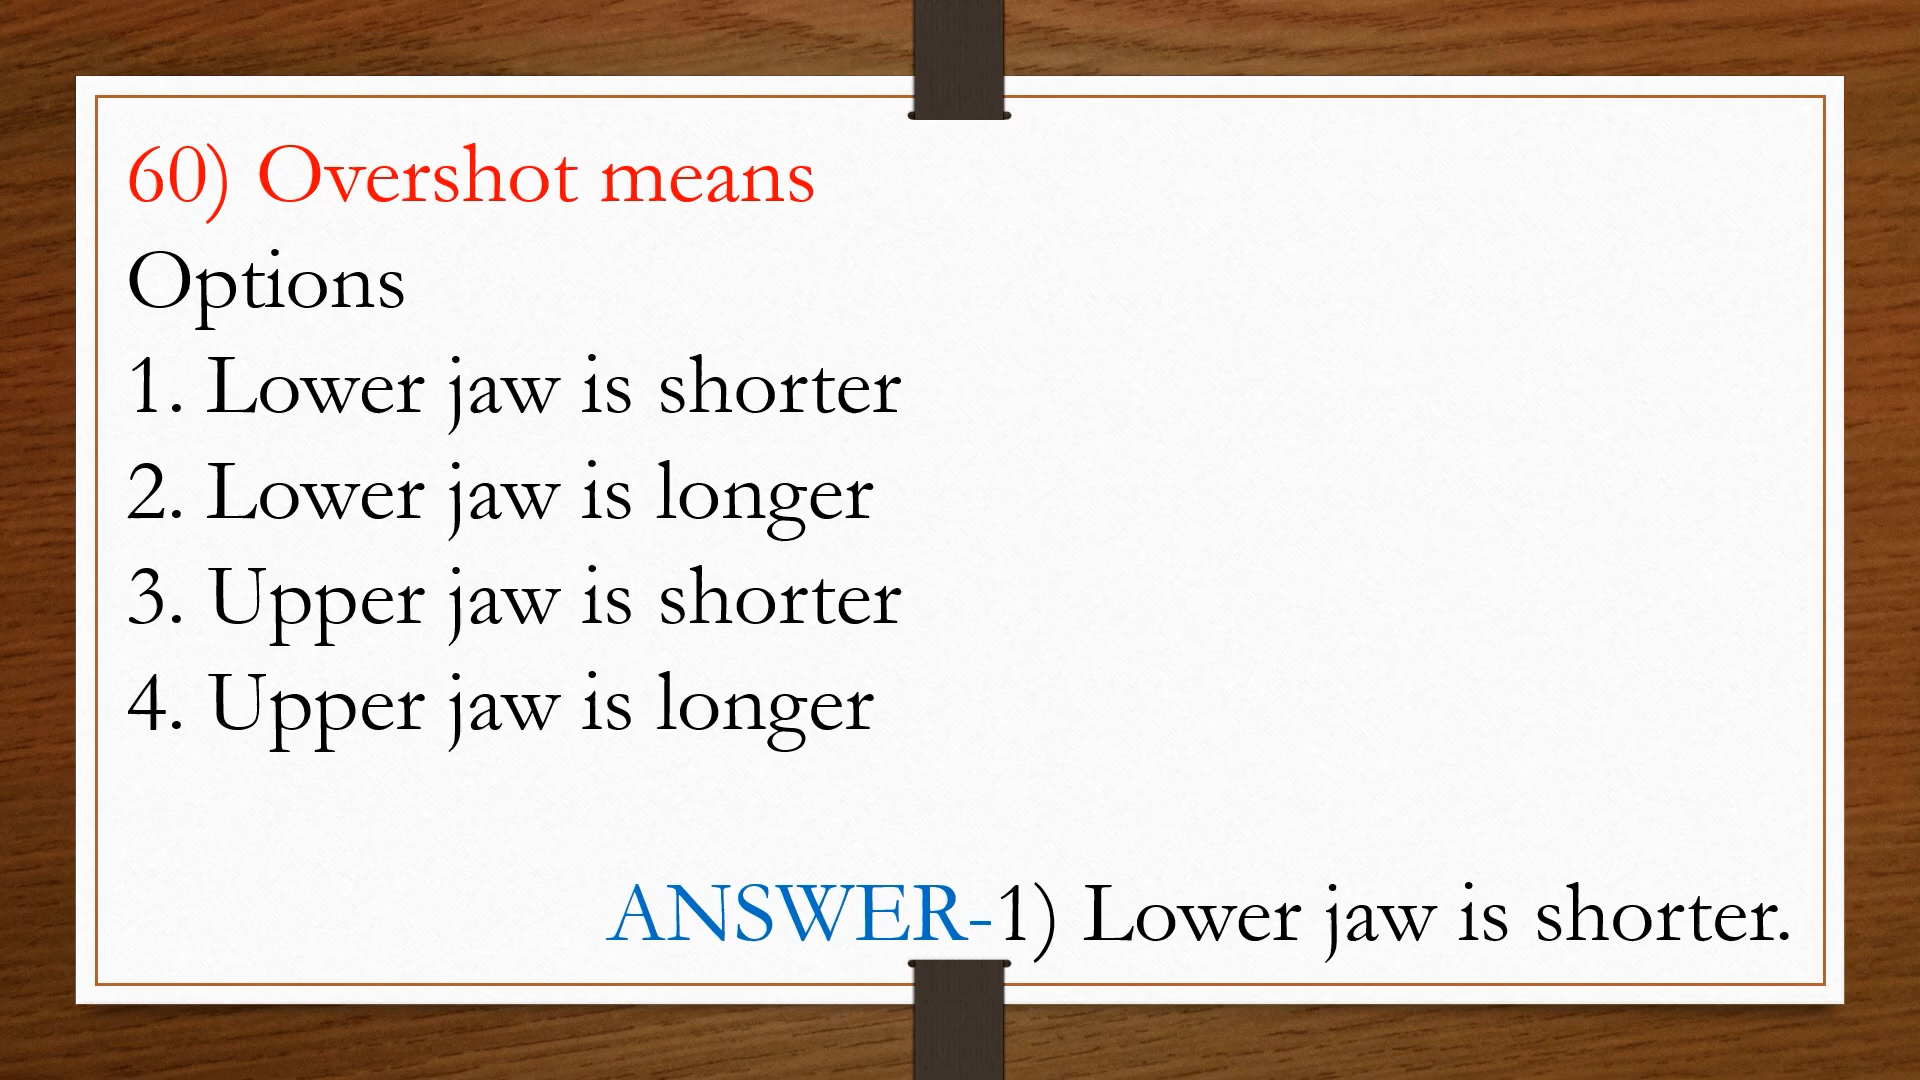 60) Overshot means
Options
1. Lower jaw is shorter
2. Lower jaw is longer
3. Upper jaw is shorter
4. Upper jaw is longer
ANSWER-1) Lower jaw is shorter.